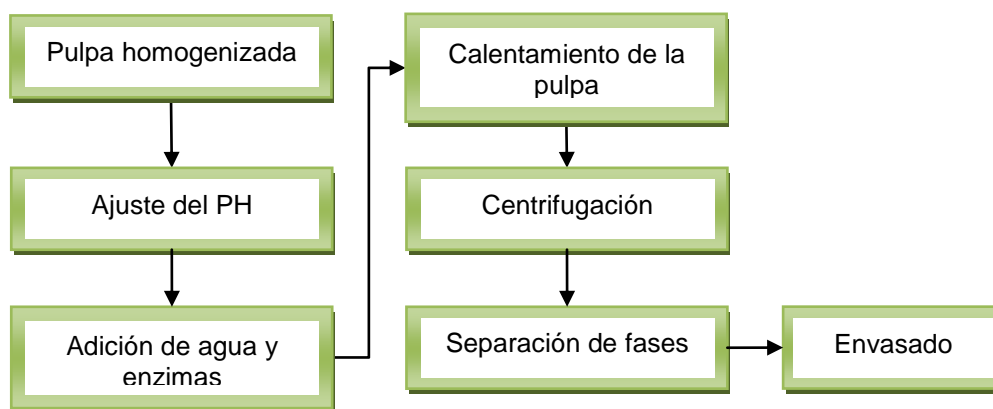 Pulpa homogenizada
Ajuste del PH
Adición de agua y
enzimas
Calentamiento de la
pulpa
Centrifugación
Separación de fases
Envasado